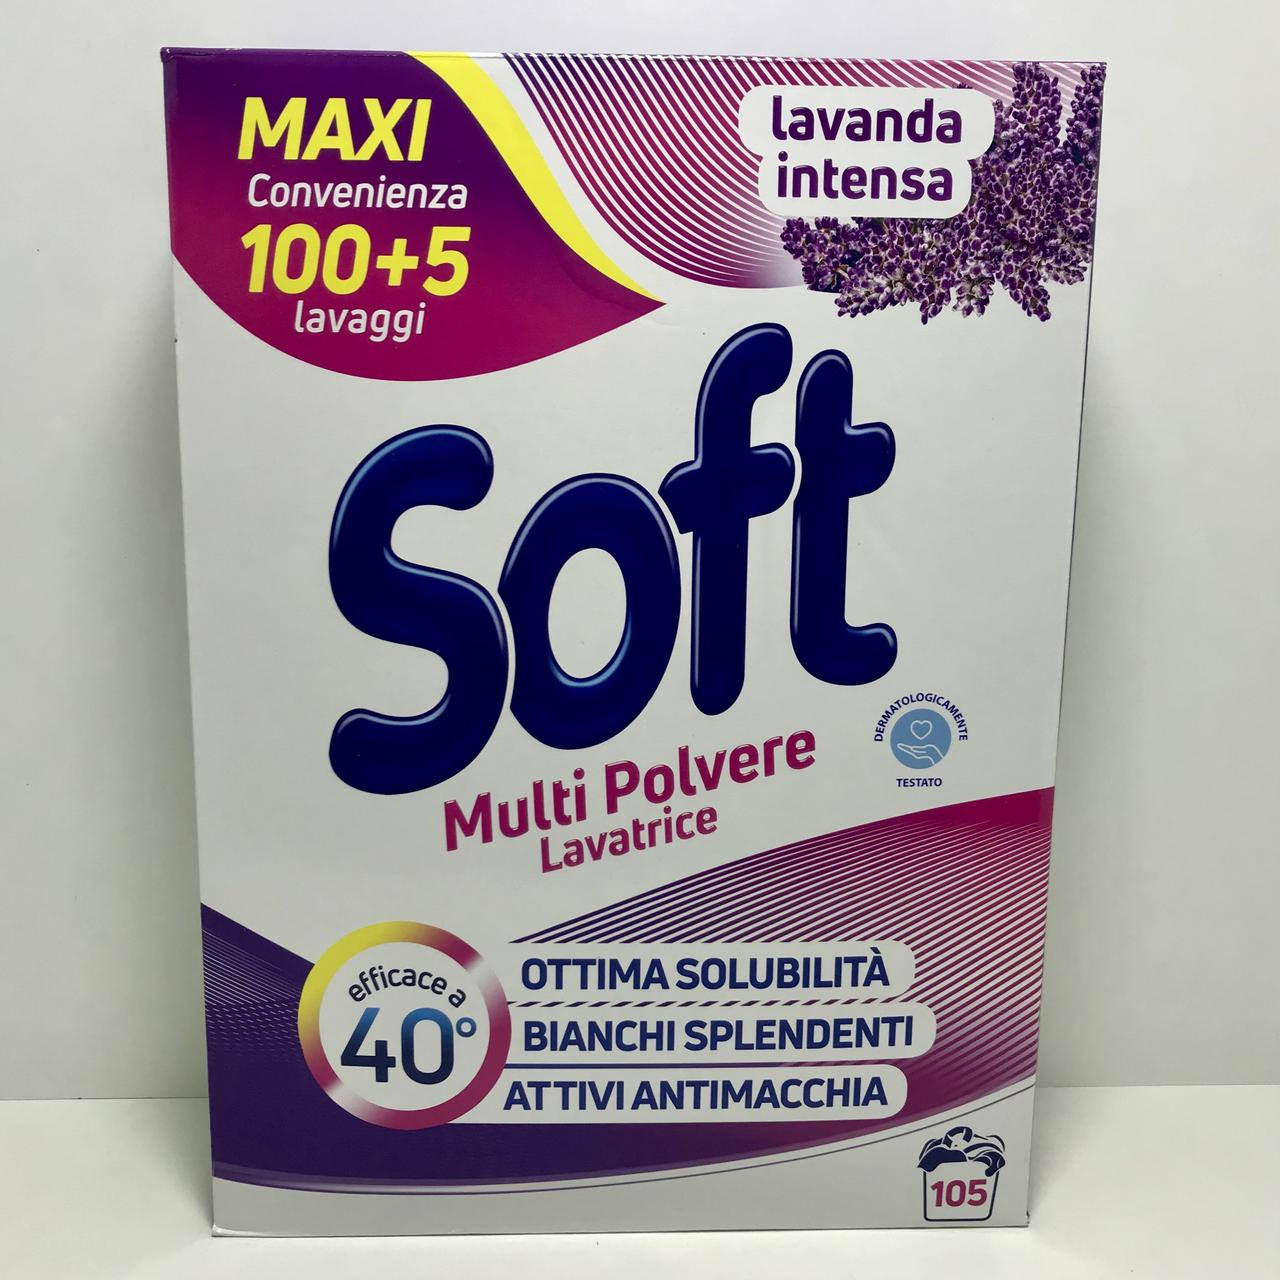 MAXI
Convenienza
100+5
lavaggi
lavanda
intensa
Soft
Multi Polvere
Lavatrice
DERMATOLOGICAMENTE
TESTATO
efficace a
40°
OTTIMA SOLUBILITÀ
BIANCHI SPLENDENTI
ATTIVI ANTIMACCHIA
105